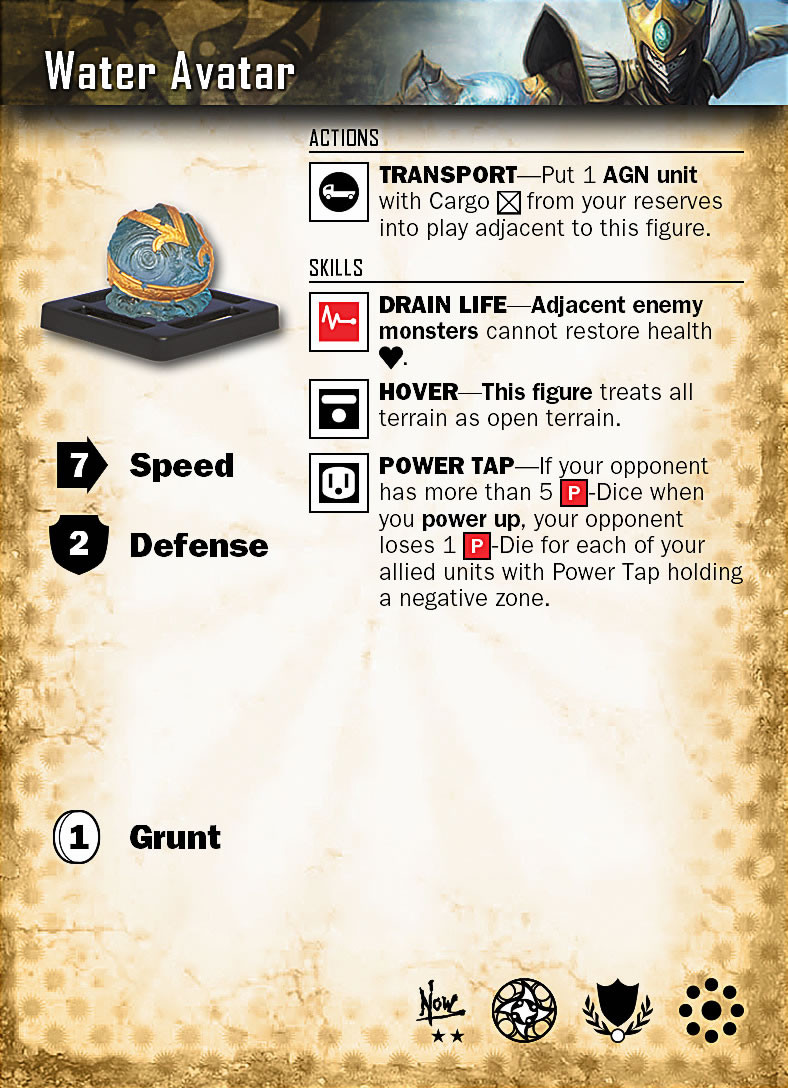 Water Avatar
ACTIONS
TRANSPORT—Put 1 AGN unit
with Cargo from your reserves
into play adjacent to this figure.
SKILLS
DRAIN LIFE—Adjacent enemy
monsters cannot restore health
.
HOVER—This figure treats all
terrain as open terrain.
POWER TAP—If your opponent
has more than 5 P-Dice when
you power up, your opponent
loses 1 P-Die for each of your
allied units with Power Tap holding
a negative zone.
7 Speed
2 Defense
1 Grunt
Now